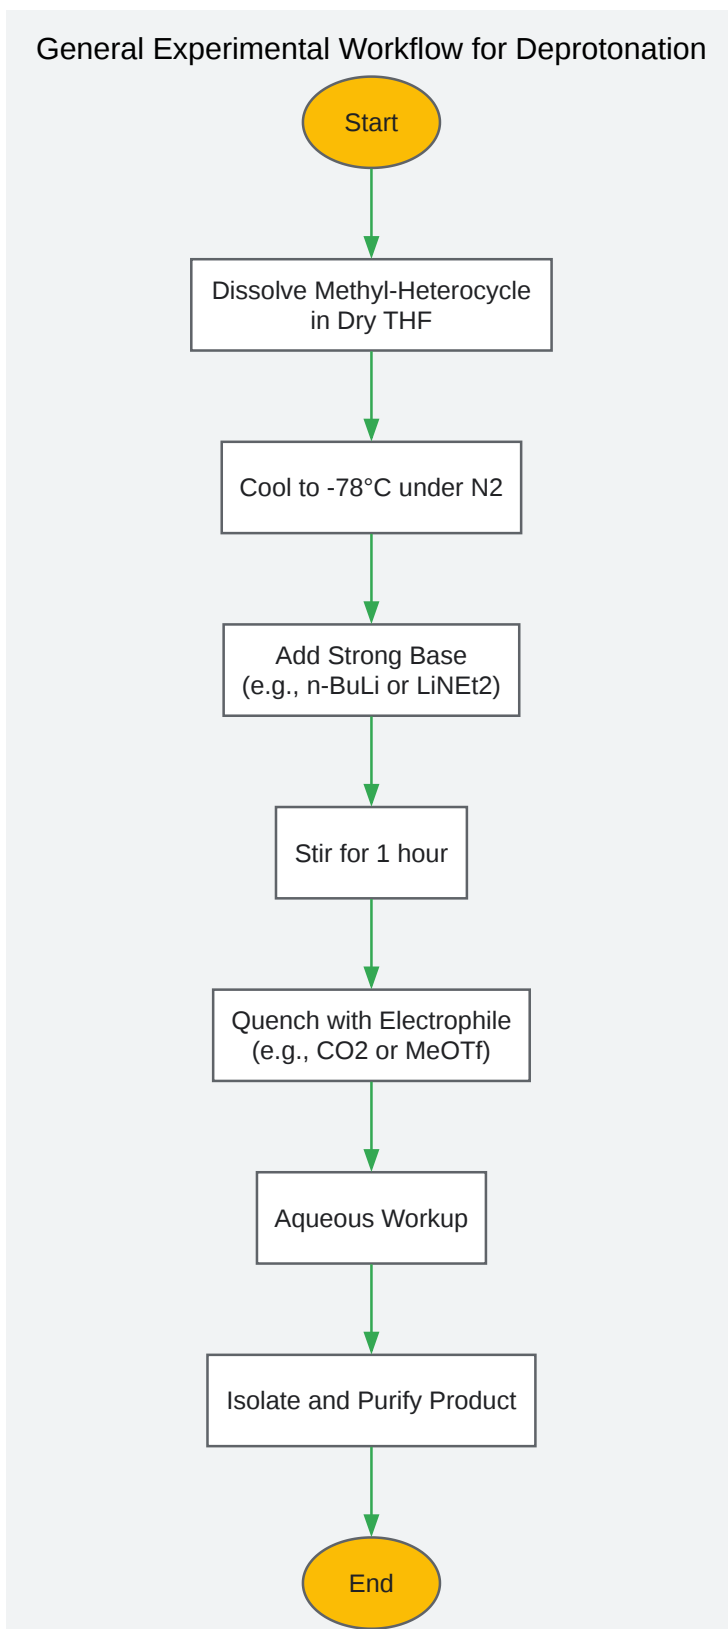 General Experimental Workflow for Deprotonation
Start
Dissolve Methyl-Heterocycle
in Dry THF
Cool to -78°C under N2
Add Strong Base
(e.g., n-BuLi or LiNEt2)
Stir for 1 hour
Quench with Electrophile
(e.g., CO2 or MeOTf)
Aqueous Workup
Isolate and Purify Product
End